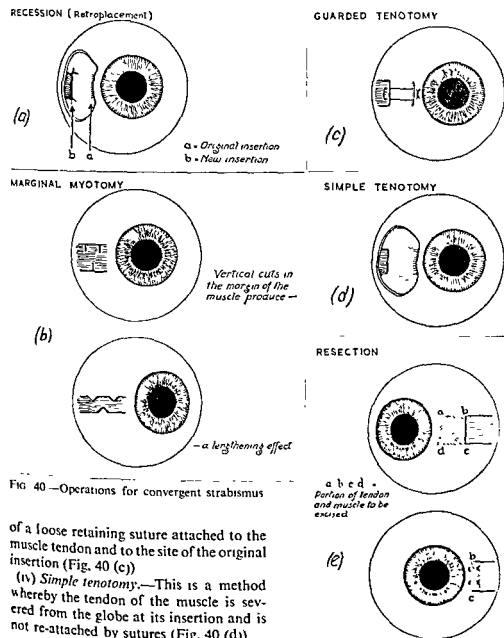 RECESSION (Retroplacement)
(a)
b a
a = Original insertion
b = New insertion
MARGINAL MYOTOMY
Vertical cuts in
the margin of the
muscle produce —
(b)
— a lengthening effect
FIG 40 —Operations for convergent strabismus
of a loose retaining suture attached to the
muscle tendon and to the site of the original
insertion (Fig. 40 (c))
(iv) Simple tenotomy.—This is a method
whereby the tendon of the muscle is sev-
ered from the globe at its insertion and is
not re-attached by sutures (Fig. 40 (d))
GUARDED TENOTOMY
(c)
SIMPLE TENOTOMY
(d)
RESECTION
a b
d c
a b c d =
Portion of tendon
and muscle to be
excised
(e)
b
c